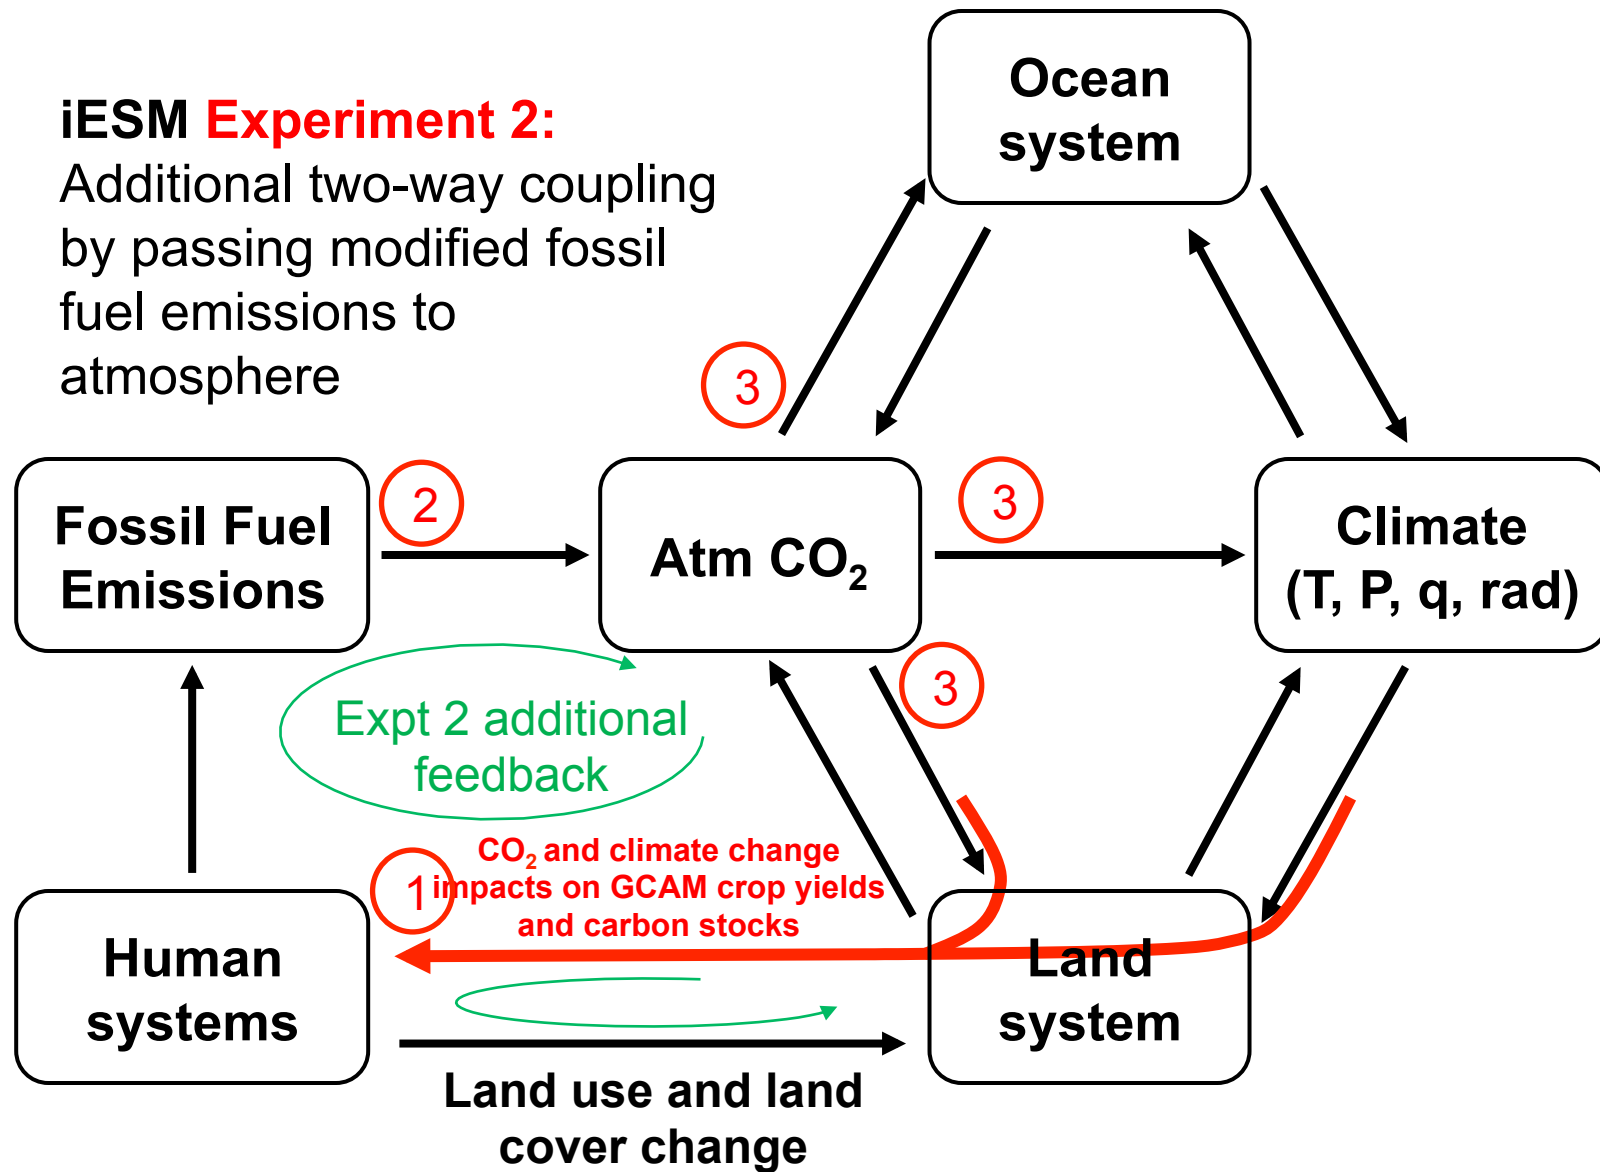 iESM Experiment 2:
Additional two-way coupling
by passing modified fossil
fuel emissions to
atmosphere
Ocean
system
3
2
3
Fossil Fuel
Emissions
Atm CO₂
Climate
(T, P, q, rad)
3
Expt 2 additional
feedback
1
CO₂ and climate change
impacts on GCAM crop yields
and carbon stocks
Human
systems
Land
system
Land use and land
cover change